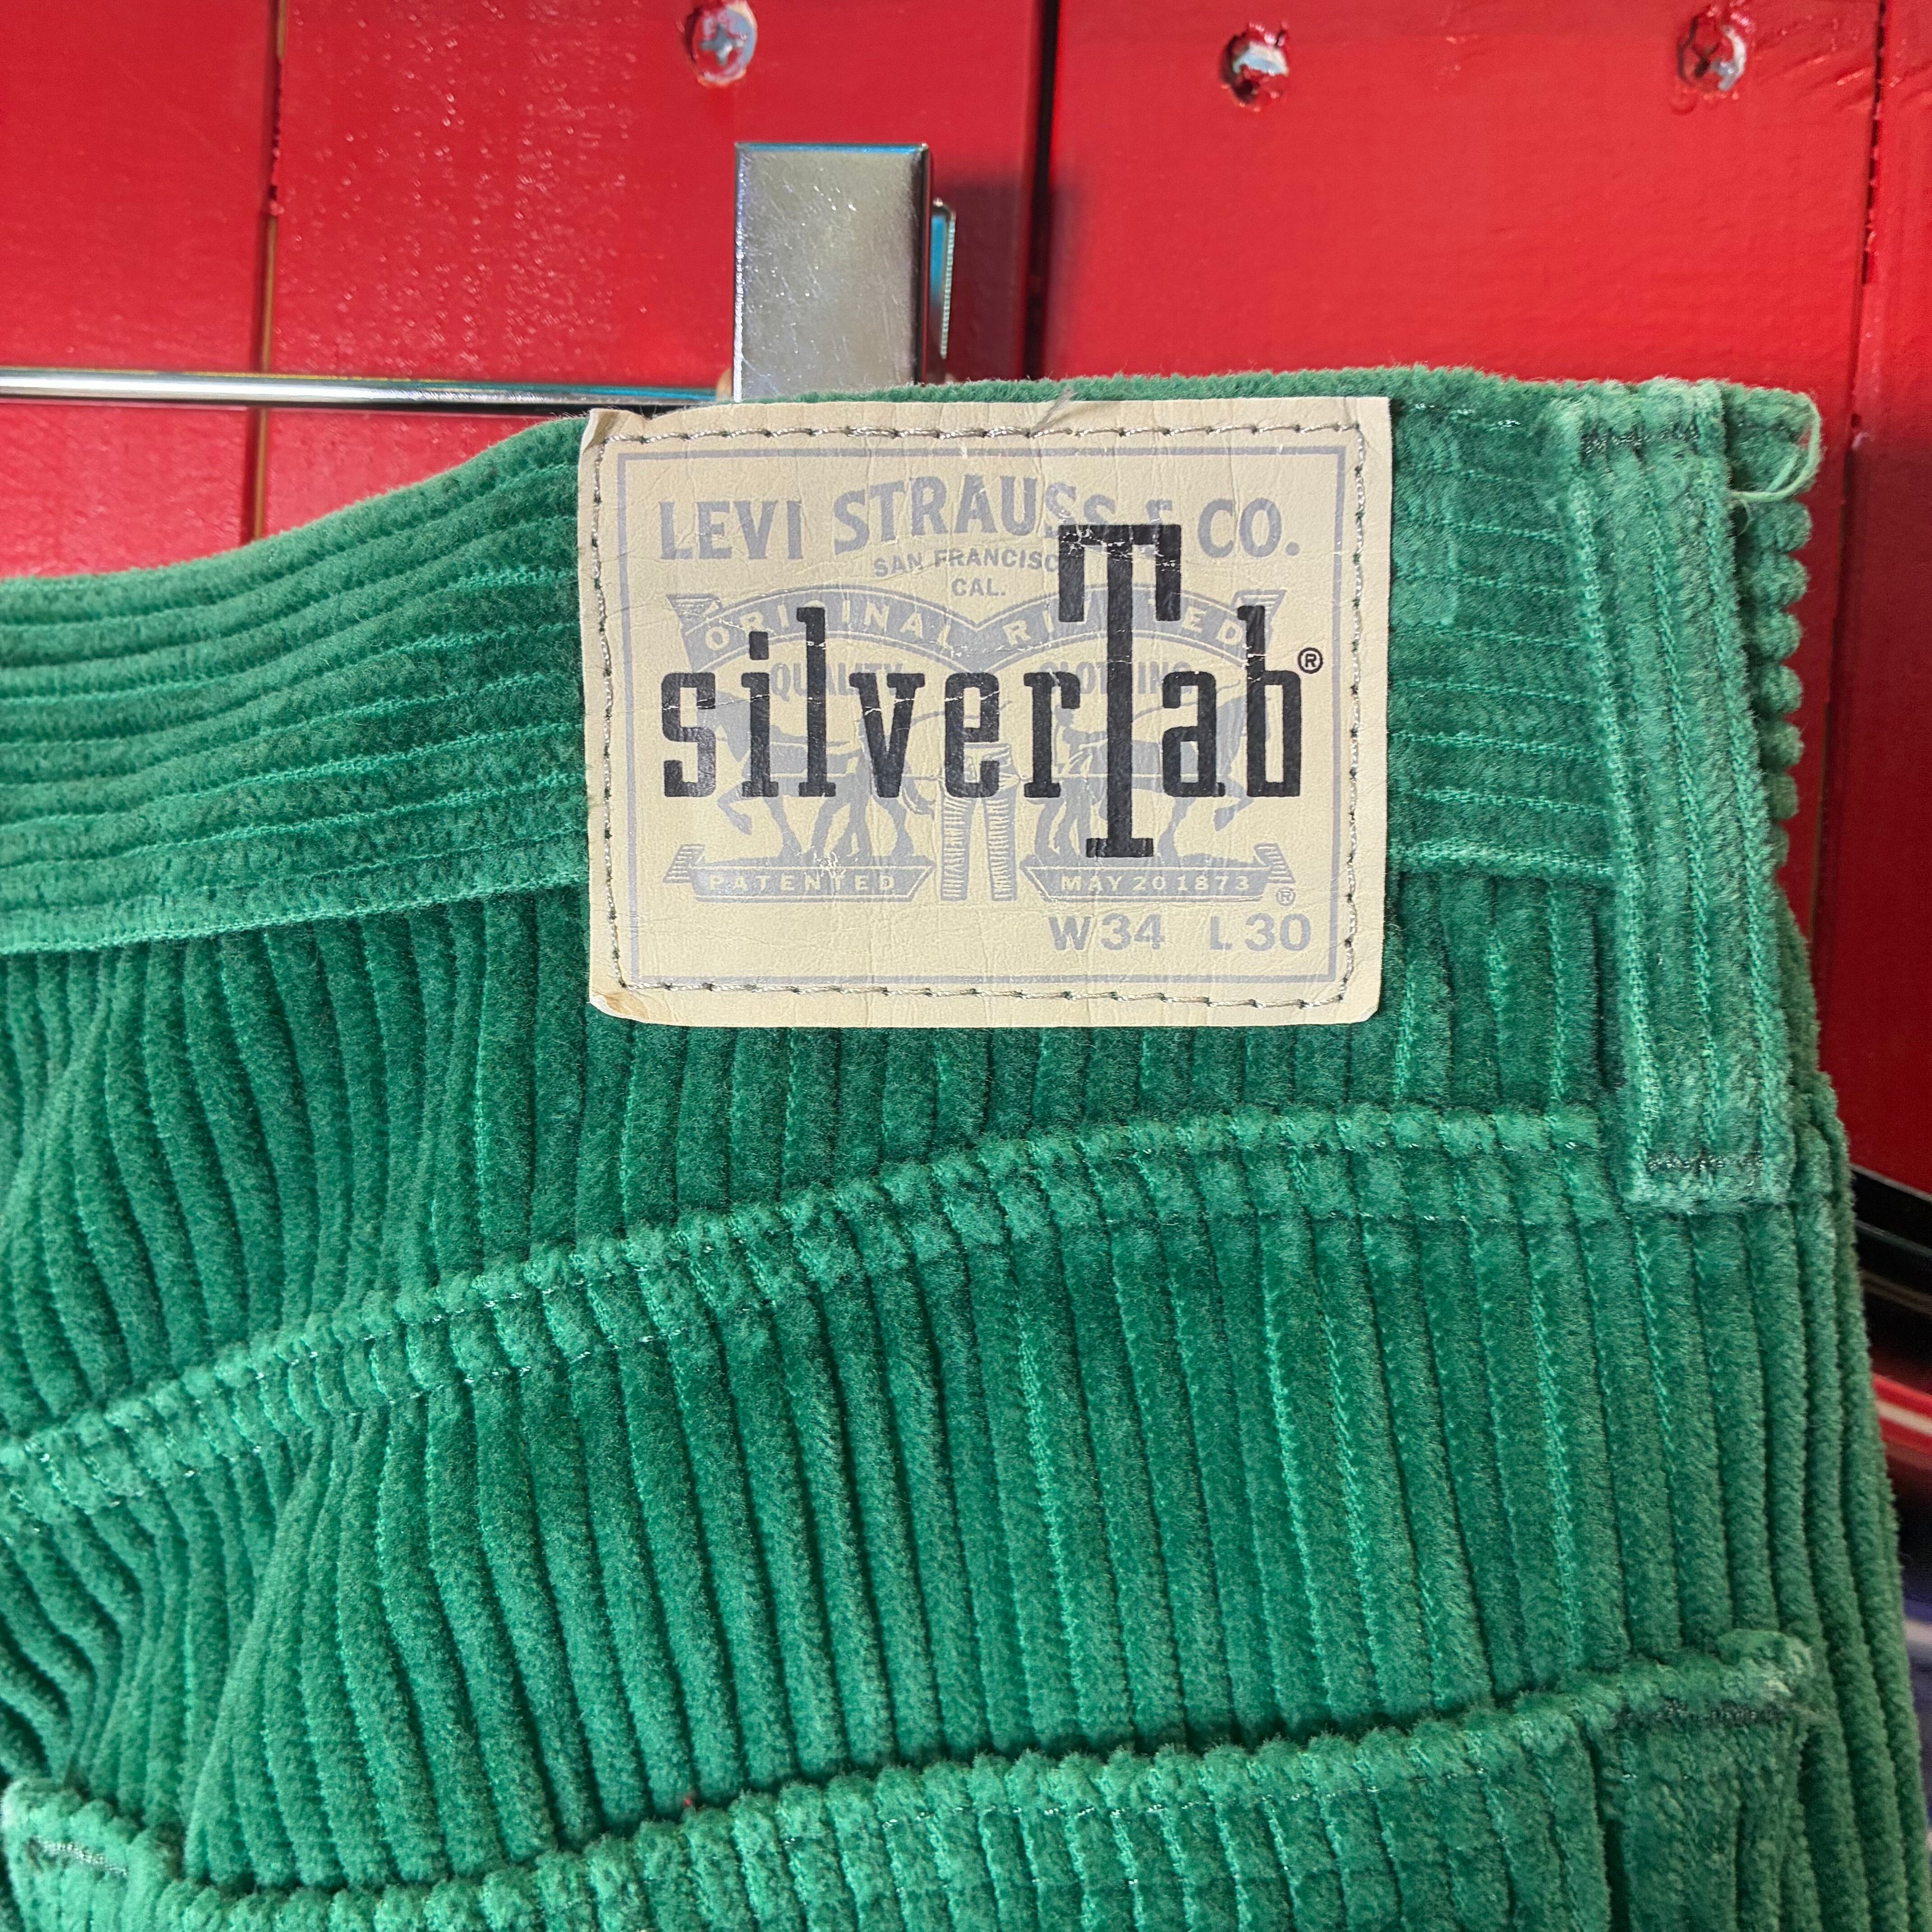 LEVI STRAUSS & CO.
SAN FRANCISCO
CAL.
ORIGINAL RIVETED
QUALITY CLOTHING
silverTab®
PATENTED MAY 20 1873 ®
W34 L30